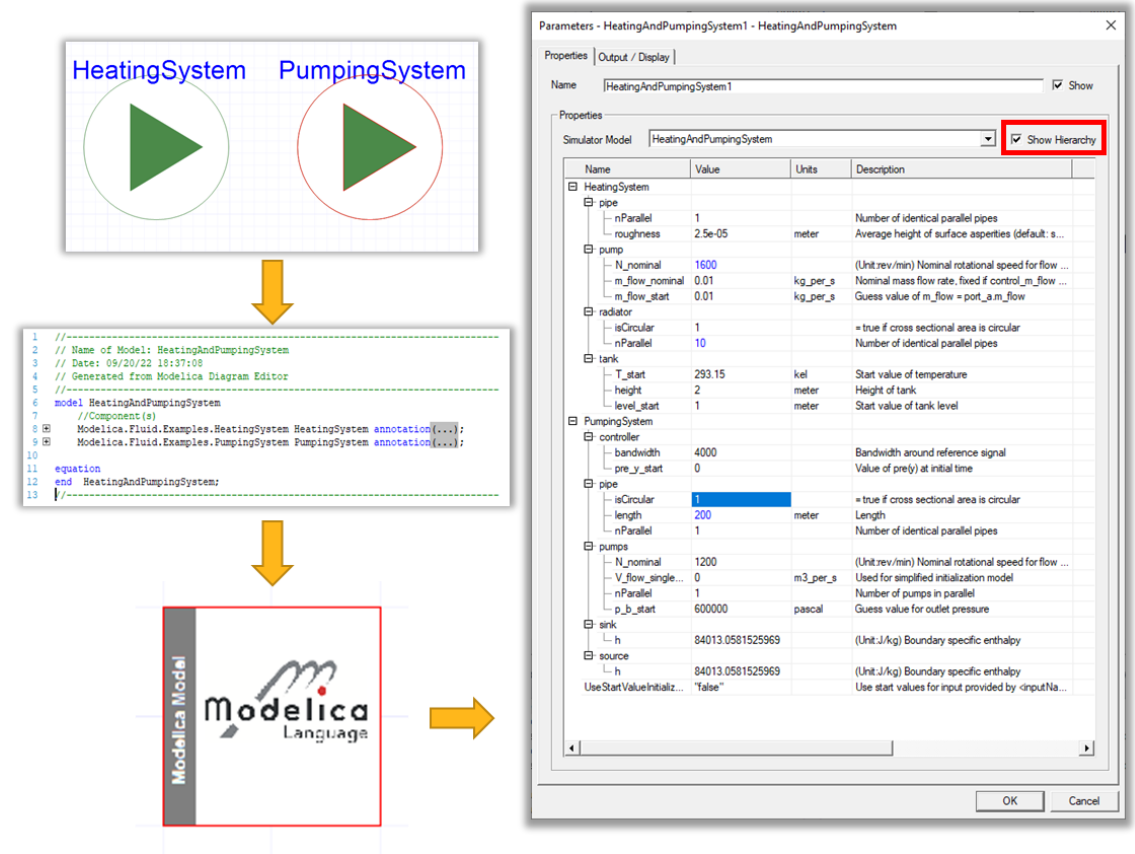 HeatingSystem PumpingSystem
1 //------------------------------------------------------------------
2 // Name of Model: HeatingAndPumpingSystem
3 // Date: 09/20/22 18:37:08
4 // Generated from Modelica Diagram Editor
5 //------------------------------------------------------------------
6 model HeatingAndPumpingSystem
7 //Component(s)
8 Modelica.Fluid.Examples.HeatingSystem HeatingSystem annotation(...);
9 Modelica.Fluid.Examples.PumpingSystem PumpingSystem annotation(...);
10
11 equation
12 end HeatingAndPumpingSystem;
13 //------------------------------------------------------------------
Modelica Model
Modelica
Language
Parameters - HeatingAndPumpingSystem1 - HeatingAndPumpingSystem
Properties Output / Display
Name HeatingAndPumpingSystem1 Show
Properties
Simulator Model HeatingAndPumpingSystem Show Hierarchy
Name Value Units Description
HeatingSystem
pipe
nParallel 1 Number of identical parallel pipes
roughness 2.5e-05 meter Average height of surface asperities (default: s...
pump
N_nominal 1600 (Unit:rev/min) Nominal rotational speed for flow ...
m_flow_nominal 0.01 kg_per_s Nominal mass flow rate, fixed if control_m_flow ...
m_flow_start 0.01 kg_per_s Guess value of m_flow = port_a.m_flow
radiator
isCircular 1 = true if cross sectional area is circular
nParallel 10 Number of identical parallel pipes
tank
T_start 293.15 kel Start value of temperature
height 2 meter Height of tank
level_start 1 meter Start value of tank level
PumpingSystem
controller
bandwidth 4000 Bandwidth around reference signal
pre_y_start 0 Value of pre(y) at initial time
pipe
isCircular 1 = true if cross sectional area is circular
length 200 meter Length
nParallel 1 Number of identical parallel pipes
pumps
N_nominal 1200 (Unit:rev/min) Nominal rotational speed for flow ...
V_flow_single... 0 m3_per_s Used for simplified initialization model
nParallel 1 Number of pumps in parallel
p_b_start 600000 pascal Guess value for outlet pressure
sink
h 84013.0581525969 (Unit:J/kg) Boundary specific enthalpy
source
h 84013.0581525969 (Unit:J/kg) Boundary specific enthalpy
UseStartValueInitializ... "false" Use start values for input provided by <inputNa...
OK Cancel